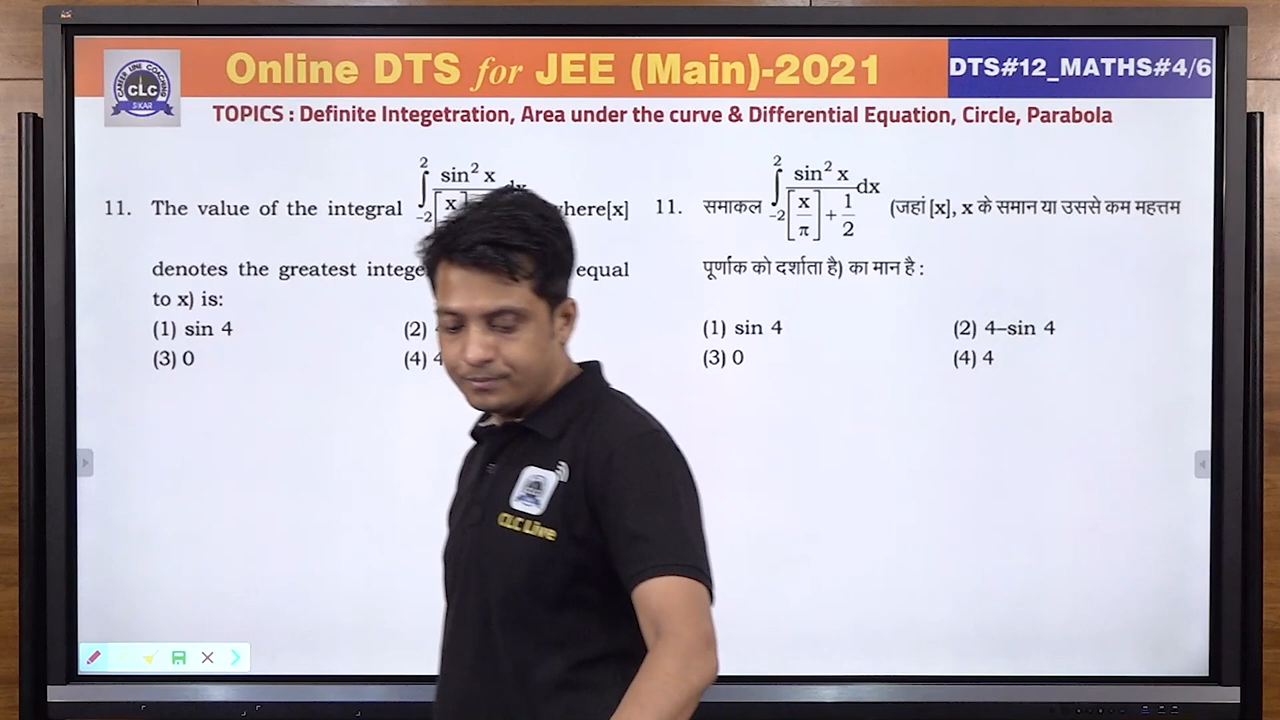 Online DTS for JEE (Main)-2021
DTS#12_MATHS#4/6
CAREER LINE COACHING
CLC
SIKAR
TOPICS : Definite Integetration, Area under the curve & Differential Equation, Circle, Parabola
11. The value of the integral ∫_{-2}^{2} sin² x / [x dx where[x]
denotes the greatest intege equal
to x) is:
(1) sin 4 (2)
(3) 0 (4) 4
11. समाकल ∫_{-2}^{2} sin² x / ([x/π] + 1/2) dx (जहां [x], x के समान या उससे कम महत्तम
पूर्णांक को दर्शाता है) का मान है :
(1) sin 4 (2) 4–sin 4
(3) 0 (4) 4
CLC Live